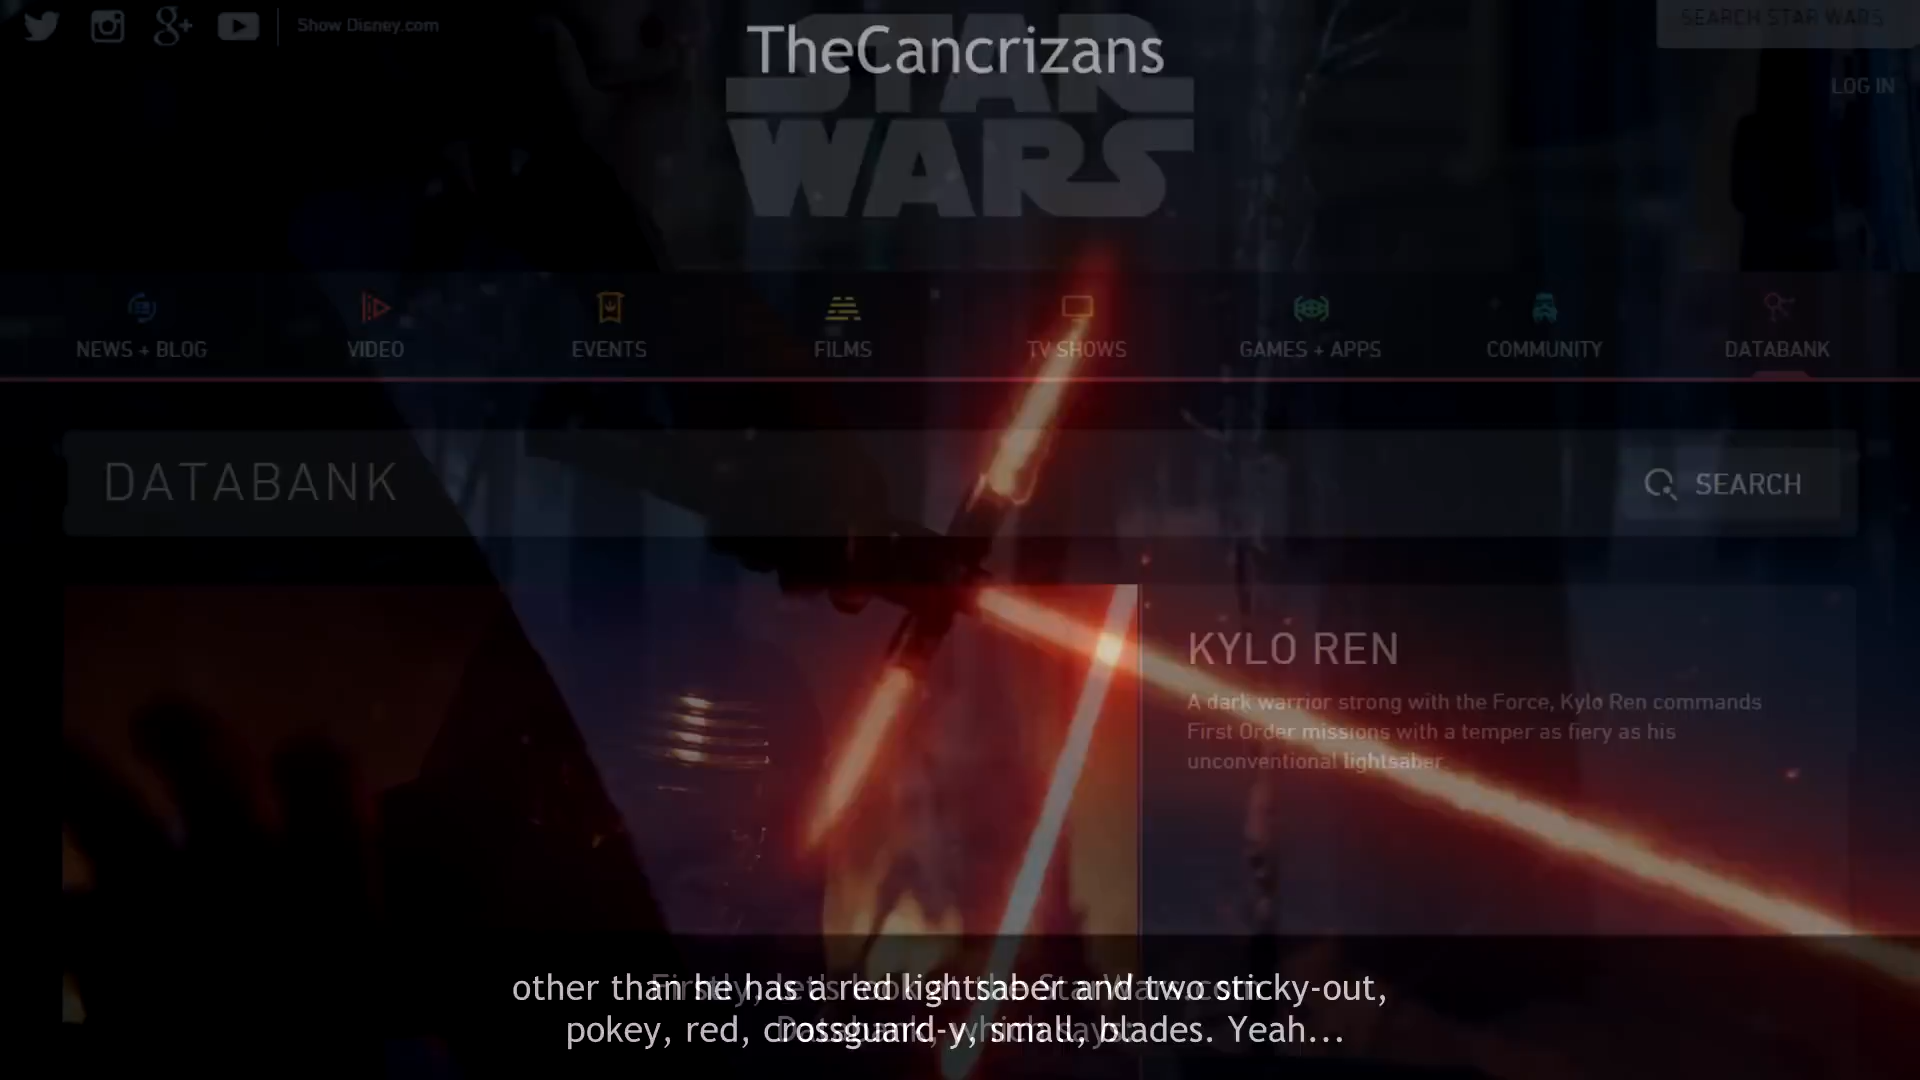 Show Disney.com
SEARCH STAR WARS
TheCancrizans
STAR
WARS
LOG IN
NEWS + BLOG
VIDEO
EVENTS
FILMS
TV SHOWS
GAMES + APPS
COMMUNITY
DATABANK
DATABANK
SEARCH
KYLO REN
A dark warrior strong with the Force, Kylo Ren commands
First Order missions with a temper as fiery as his
unconventional lightsaber.
other than he has a red lightsaber and two sticky-out,
pokey, red, crossguard-y, small, blades. Yeah...